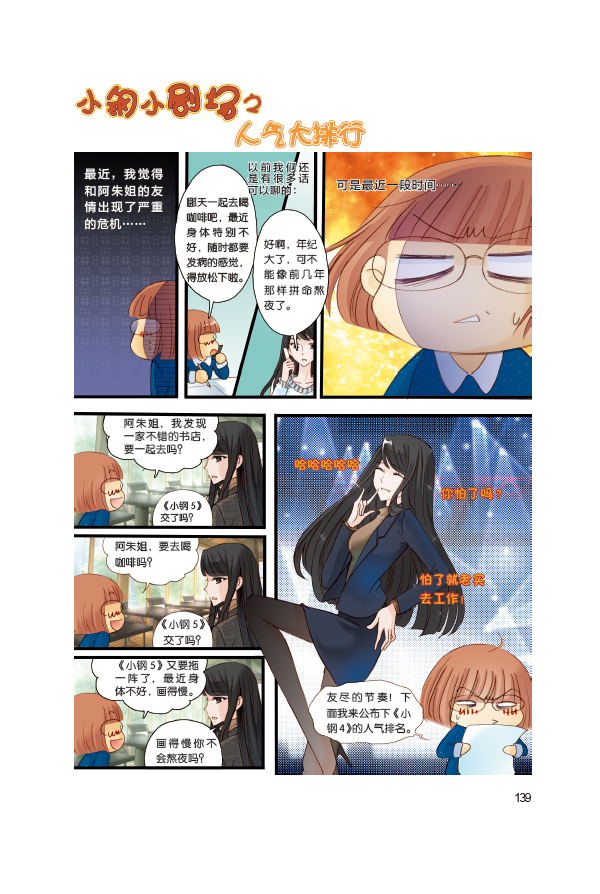 小钢小剧场之
人气大排行
最近，我觉得
和阿朱姐的友
情出现了严重
的危机……
以前我们还
是有很多话
可以聊的：
哪天一起去喝
咖啡吧，最近
身体特别不
好，随时都要
发病的感觉，
得放松下啦。
好啊，年纪
大了，可不
能像前几年
那样拼命熬
夜了。
可是最近一段时间……
阿朱姐，我发现
一家不错的书店，
要一起去吗？
《小钢5》
交了吗？
阿朱姐，要去喝
咖啡吗？
《小钢5》
交了吗？
《小钢5》又要拖
一阵了，最近身
体不好，画得慢。
画得慢你不
会熬夜吗？
哈哈哈哈哈
你怕了吗？
怕了就老实
去工作！
友尽的节奏！下
面我来公布下《小
钢4》的人气排名。
139